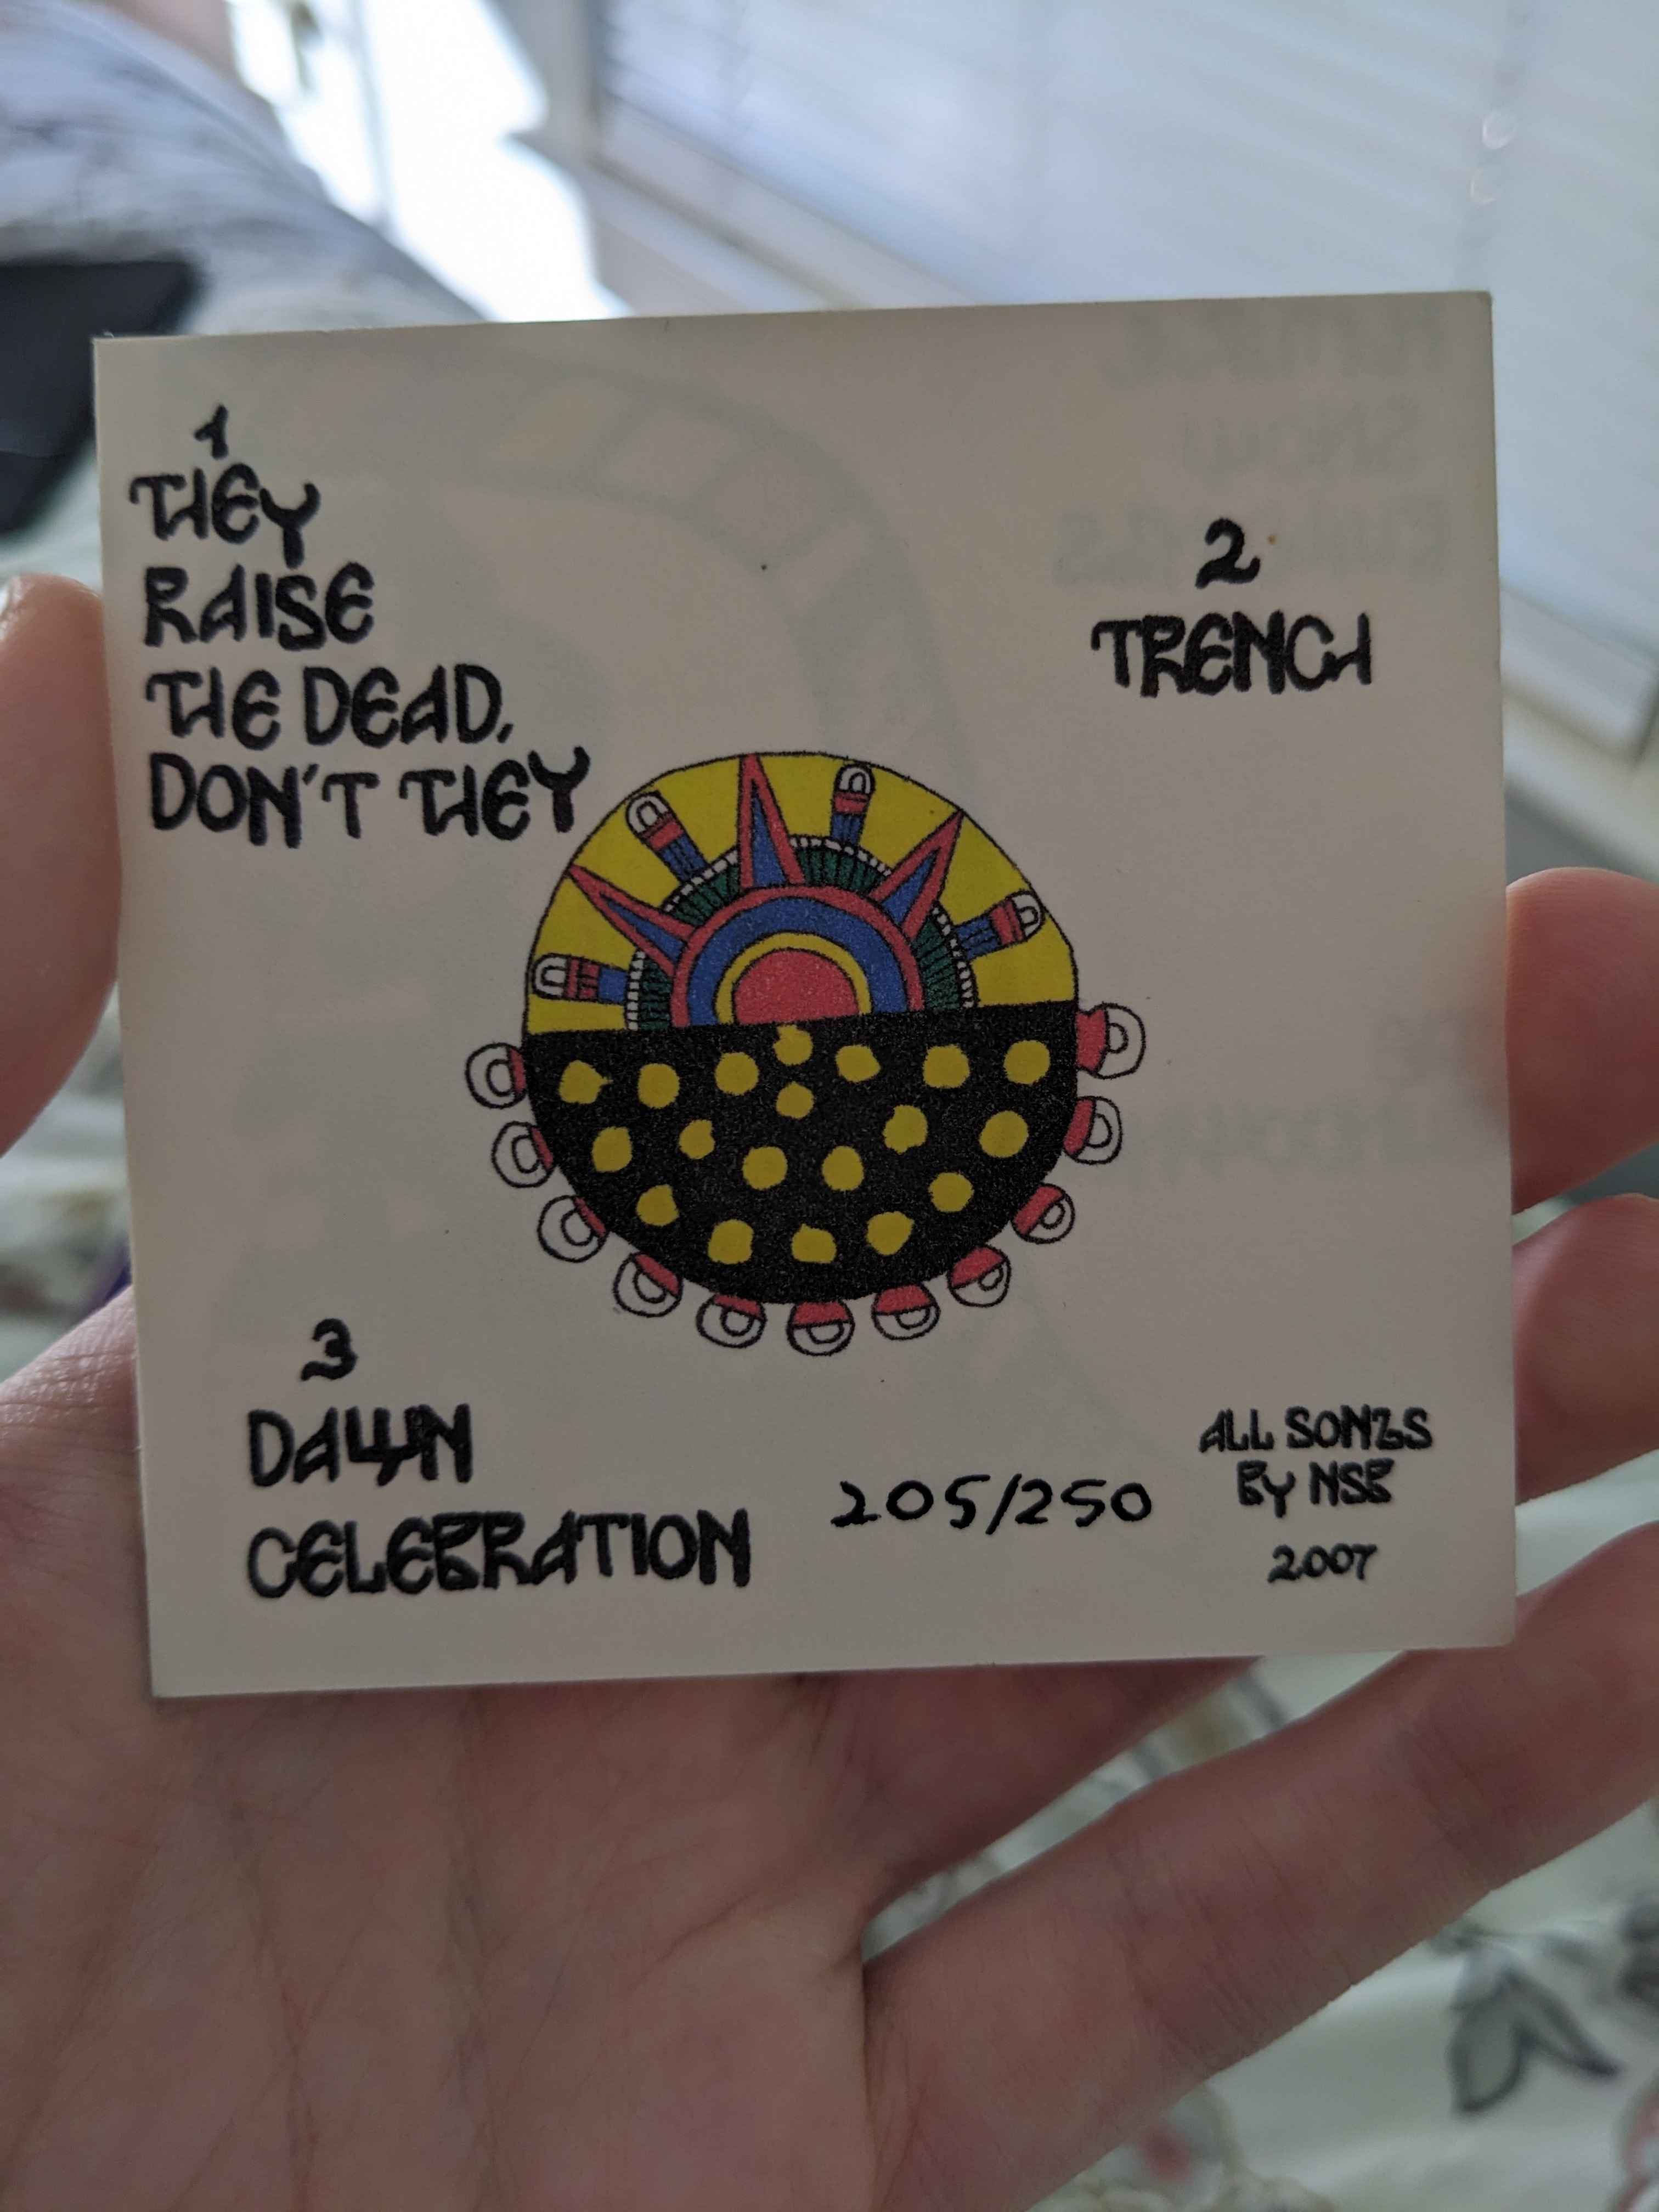 1
THEY
RAISE
THE DEAD,
DON'T THEY
2
TRENCH
3
DAWN
CELEBRATION
205/250
ALL SONGS
BY NSB
2007